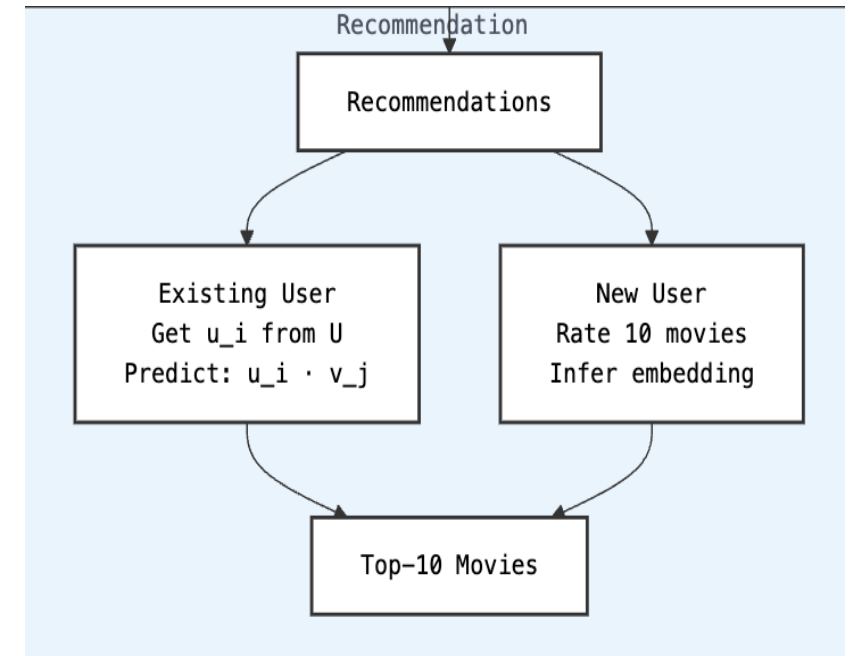 Recommendation
Recommendations
Existing User
Get u_i from U
Predict: u_i · v_j
New User
Rate 10 movies
Infer embedding
Top-10 Movies